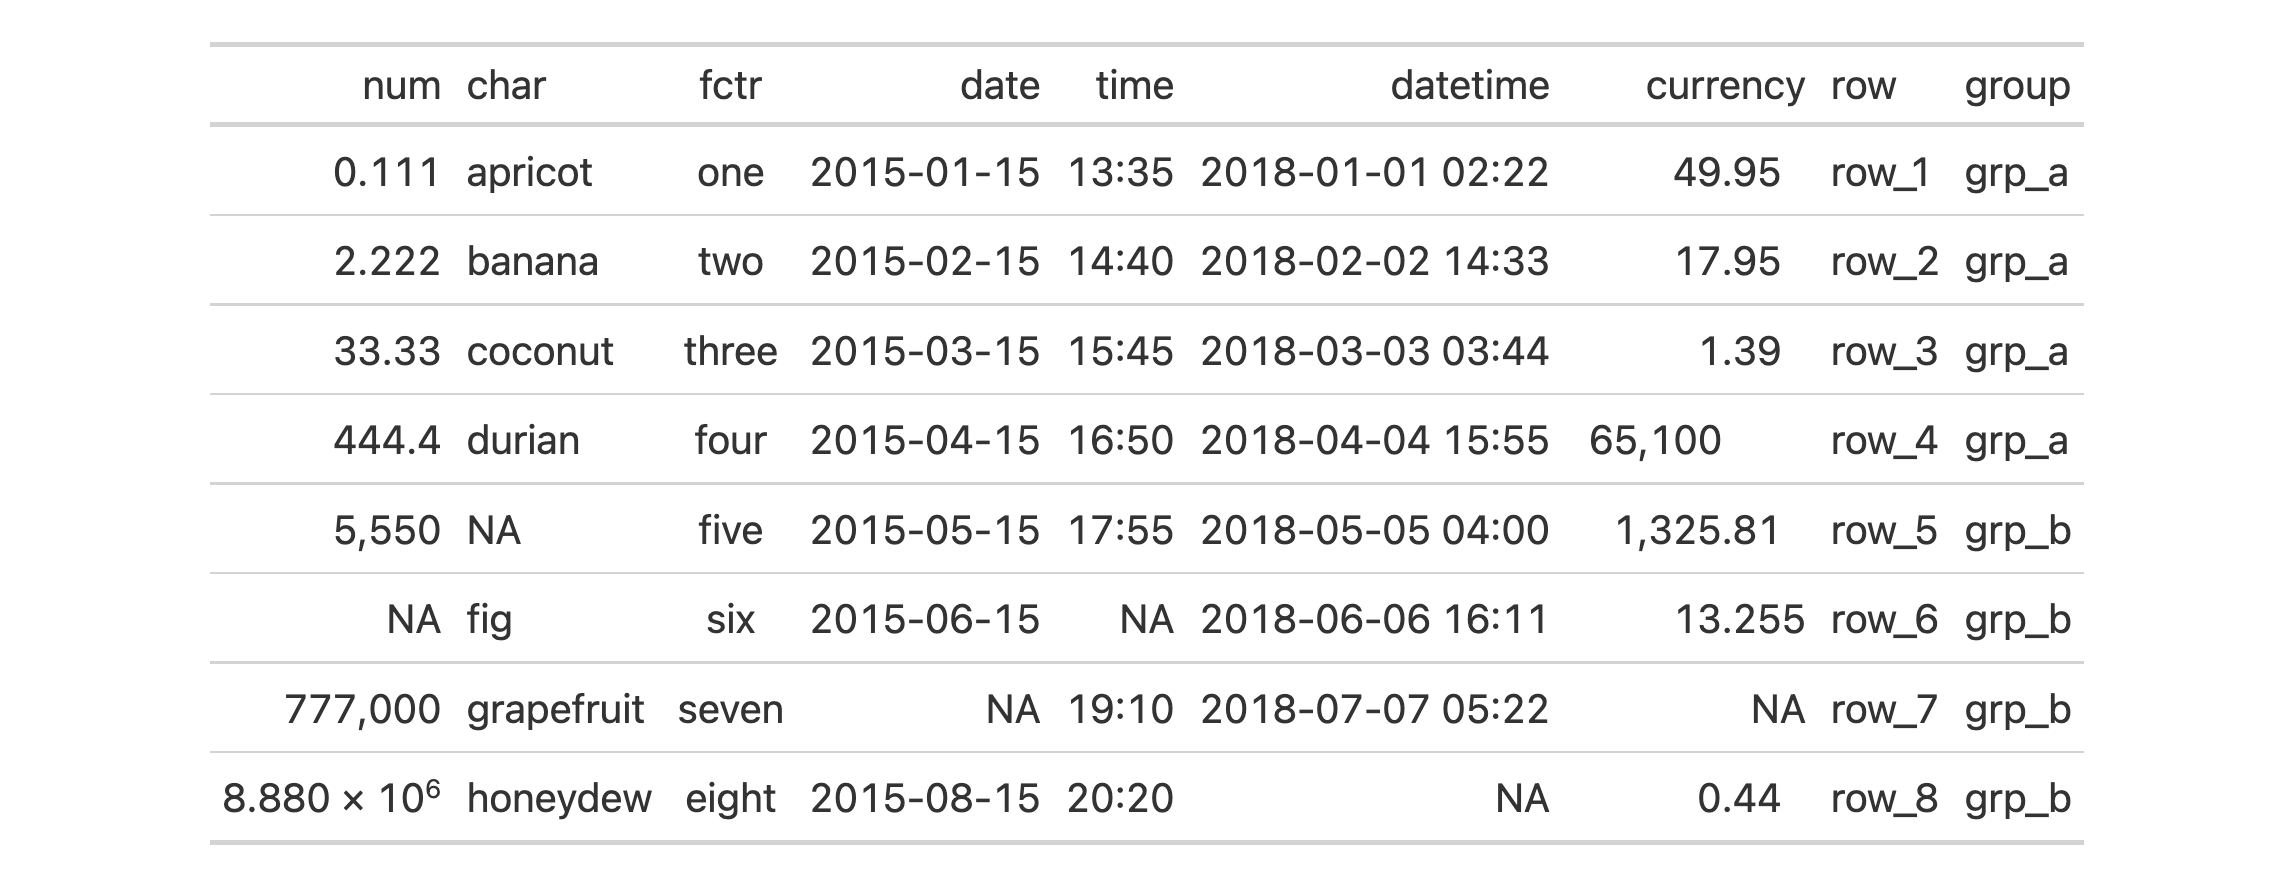 num char fctr date time datetime currency row group
0.111 apricot one 2015-01-15 13:35 2018-01-01 02:22 49.95 row_1 grp_a
2.222 banana two 2015-02-15 14:40 2018-02-02 14:33 17.95 row_2 grp_a
33.33 coconut three 2015-03-15 15:45 2018-03-03 03:44 1.39 row_3 grp_a
444.4 durian four 2015-04-15 16:50 2018-04-04 15:55 65,100 row_4 grp_a
5,550 NA five 2015-05-15 17:55 2018-05-05 04:00 1,325.81 row_5 grp_b
NA fig six 2015-06-15 NA 2018-06-06 16:11 13.255 row_6 grp_b
777,000 grapefruit seven NA 19:10 2018-07-07 05:22 NA row_7 grp_b
8.880 × 10⁶ honeydew eight 2015-08-15 20:20 NA 0.44 row_8 grp_b